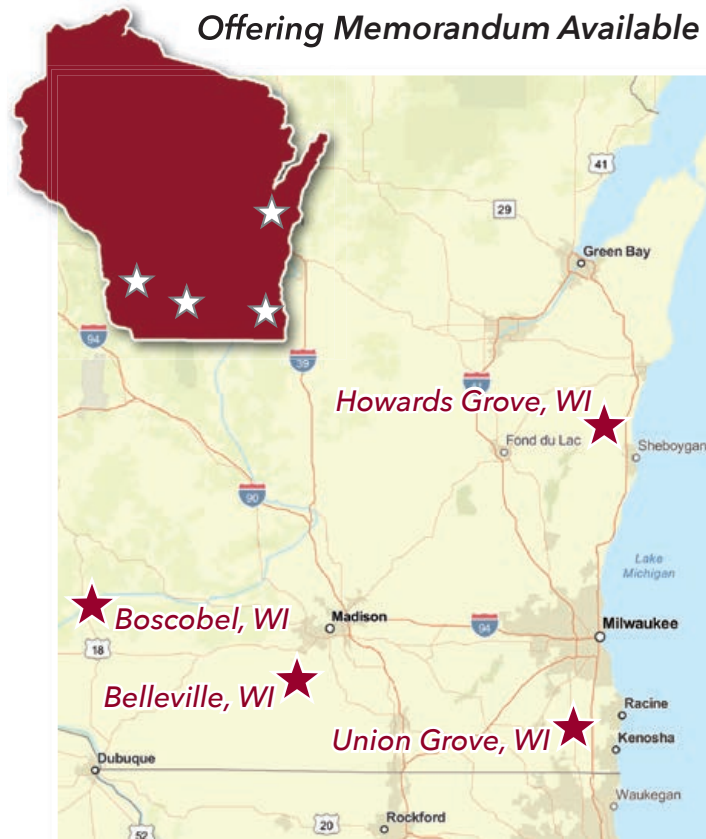 Offering Memorandum Available
41
29
Green Bay
94
39
Howards Grove, WI
Fond du Lac
Sheboygan
90
Lake
Michigan
Boscobel, WI
Madison
94
Milwaukee
18
Belleville, WI
Racine
Union Grove, WI
Kenosha
Dubuque
Waukegan
20
Rockford
52